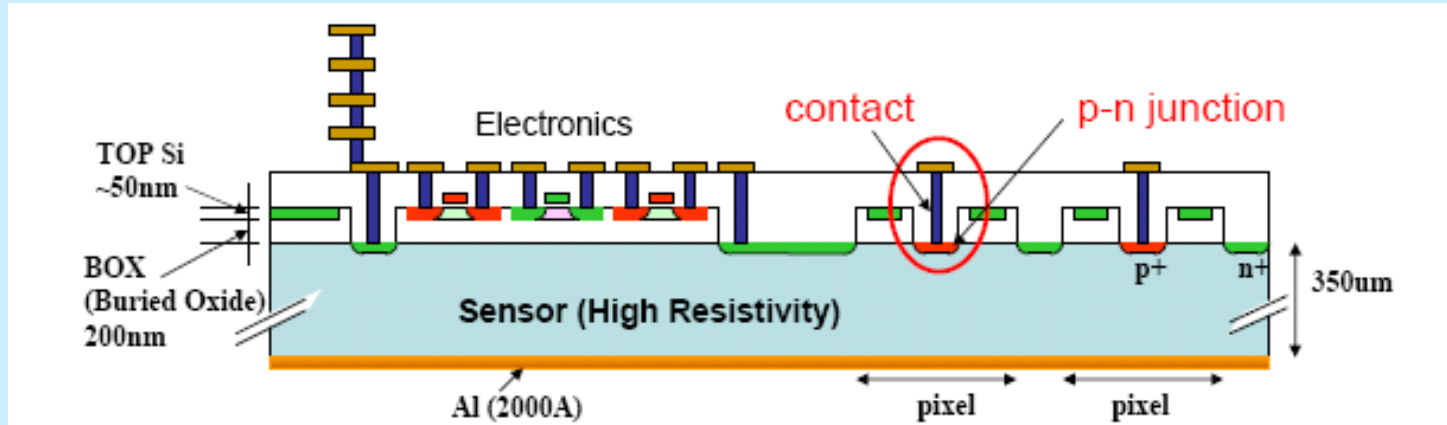 Electronics
contact
p-n junction
TOP Si
~50nm
BOX
(Buried Oxide)
200nm
Sensor (High Resistivity)
p+
n+
350um
Al (2000A)
pixel
pixel